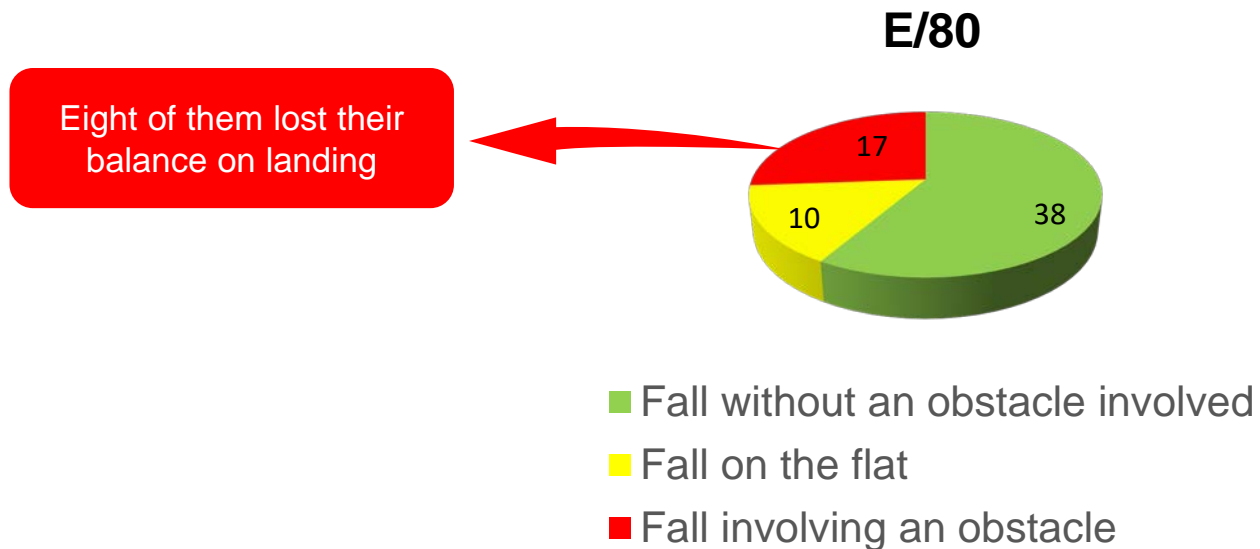 E/80
Eight of them lost their
balance on landing
17
10
38
Fall without an obstacle involved
Fall on the flat
Fall involving an obstacle